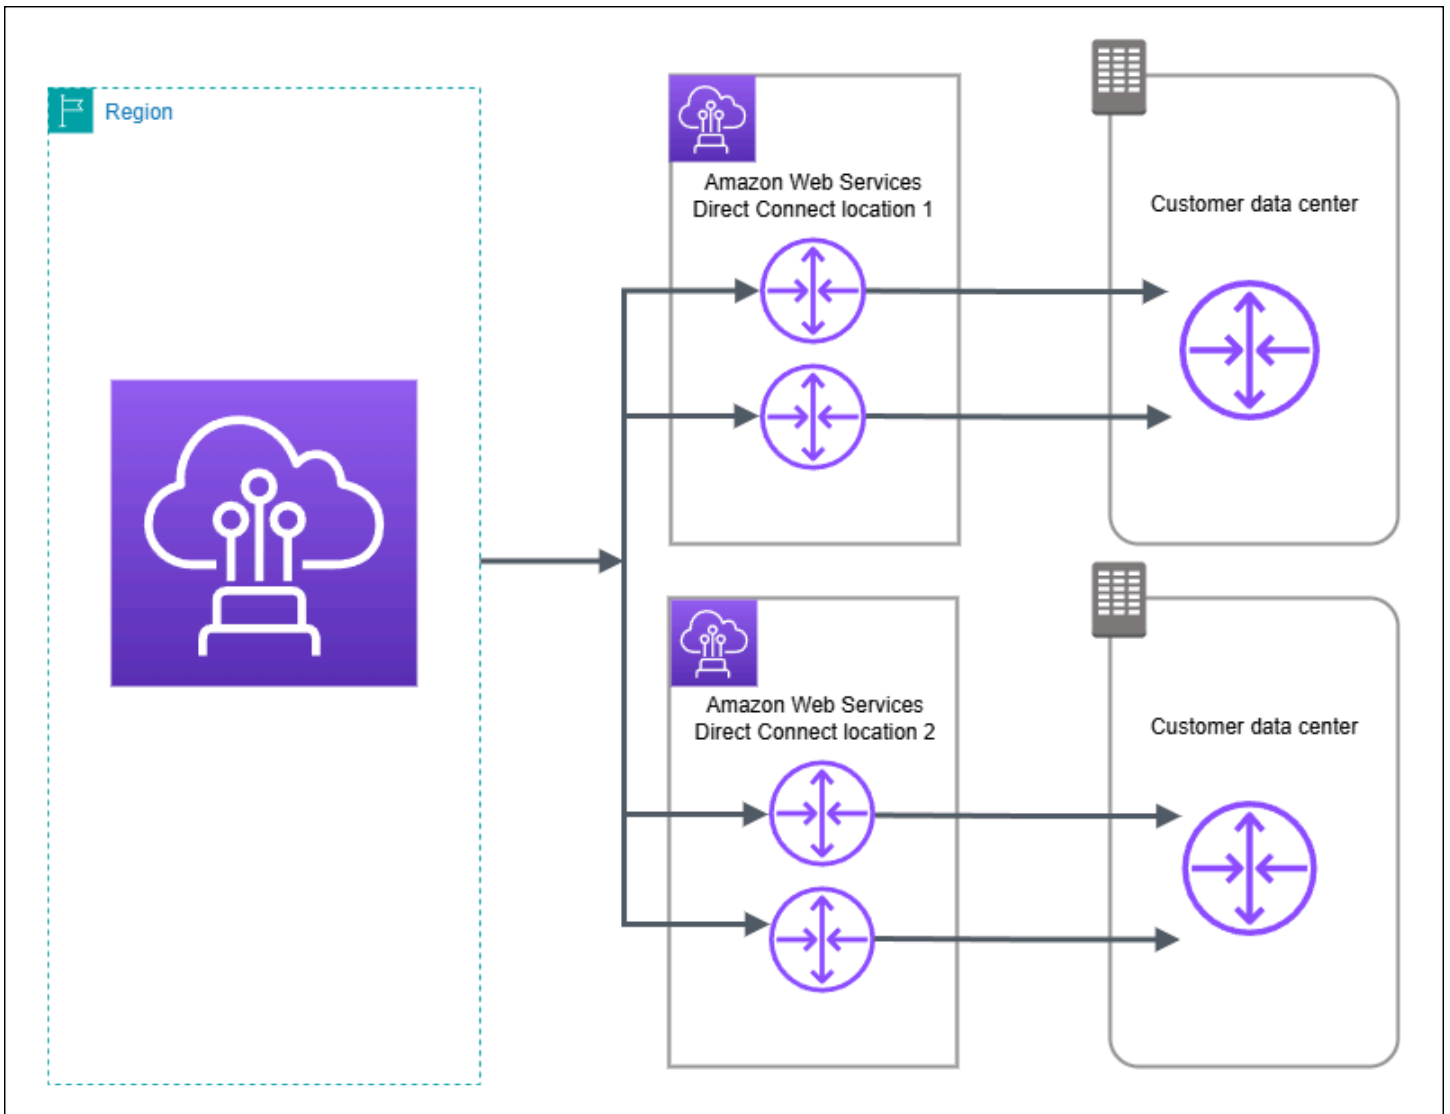 Region
Amazon Web Services
Direct Connect location 1
Customer data center
Amazon Web Services
Direct Connect location 2
Customer data center